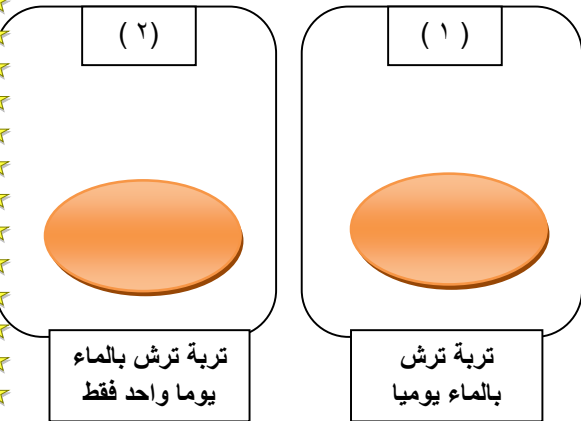 ( ١ )
تربة ترش
بالماء يوميا
(٢ )
تربة ترش بالماء
يوما واحد فقط